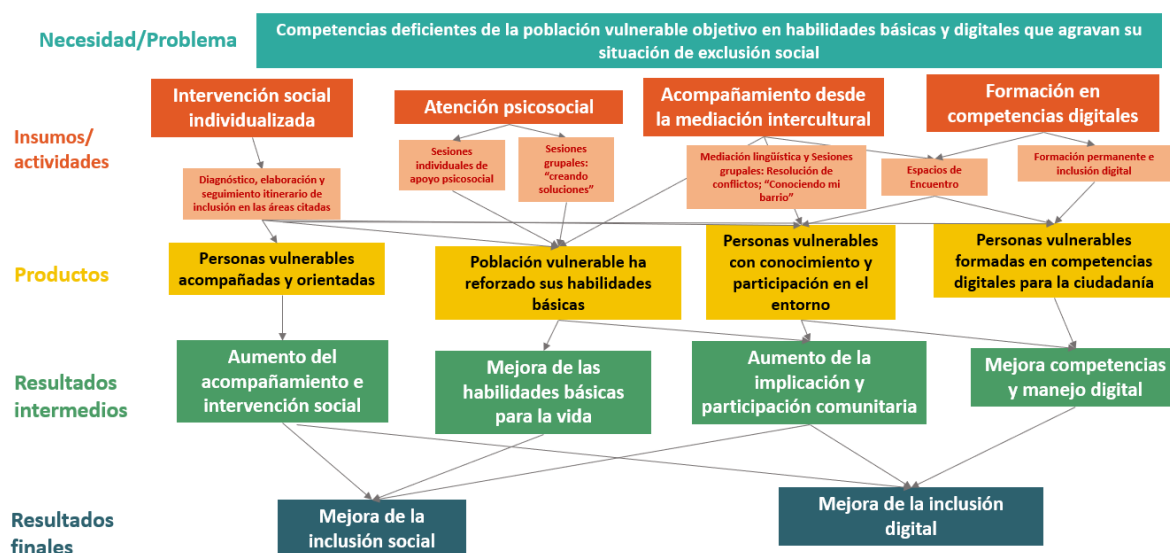 Necesidad/Problema
Competencias deficientes de la población vulnerable objetivo en habilidades básicas y digitales que agravan su
situación de exclusión social
Insumos/
actividades
Intervención social
individualizada
Atención psicosocial
Acompañamiento desde
la mediación intercultural
Formación en
competencias digitales
Diagnóstico, elaboración y
seguimiento itinerario de
inclusión en las áreas citadas
Sesiones
individuales de
apoyo psicosocial
Sesiones
grupales:
“creando
soluciones”
Mediación lingüística y Sesiones
grupales: Resolución de
conflictos; “Conociendo mi
barrio”
Espacios de
Encuentro
Formación permanente e
inclusión digital
Productos
Personas vulnerables
acompañadas y orientadas
Población vulnerable ha
reforzado sus habilidades
básicas
Personas vulnerables
con conocimiento y
participación en el
entorno
Personas vulnerables
formadas en competencias
digitales para la ciudadanía
Resultados
intermedios
Aumento del
acompañamiento e
intervención social
Mejora de las
habilidades básicas
para la vida
Aumento de la
implicación y
participación comunitaria
Mejora competencias
y manejo digital
Resultados
finales
Mejora de la
inclusión social
Mejora de la inclusión
digital